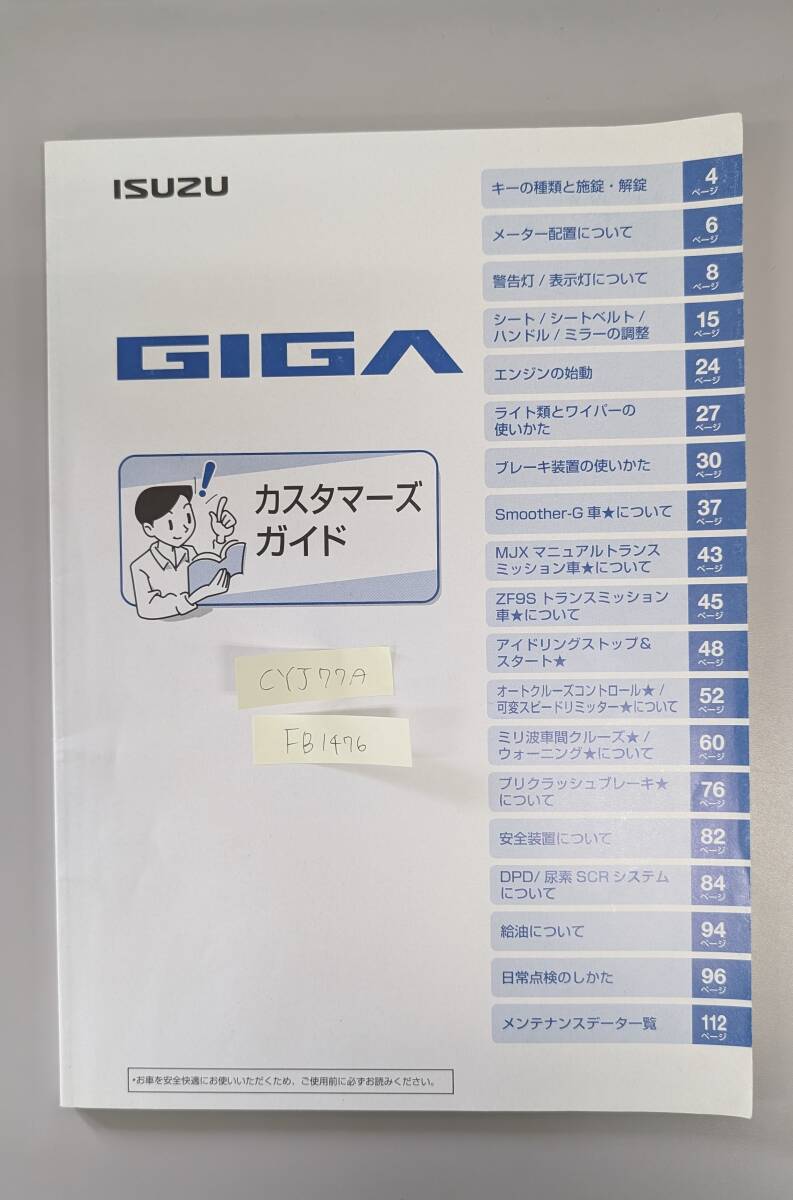 ISUZU
GIGA
カスタマーズ
ガイド
CYJ77A
FB1476
キーの種類と施錠・解錠
4
ページ
メーター配置について
6
ページ
警告灯/表示灯について
8
ページ
シート/シートベルト/
ハンドル/ミラーの調整
15
ページ
エンジンの始動
24
ページ
ライト類とワイパーの
使いかた
27
ページ
ブレーキ装置の使いかた
30
ページ
Smoother-G 車★について
37
ページ
MJX マニュアルトランス
ミッション車★について
43
ページ
ZF9S トランスミッション
車★について
45
ページ
アイドリングストップ&
スタート★
48
ページ
オートクルーズコントロール★/
可変スピードリミッター★について
52
ページ
ミリ波車間クルーズ★/
ウォーニング★について
60
ページ
プリクラッシュブレーキ★
について
76
ページ
安全装置について
82
ページ
DPD/尿素 SCR システム
について
84
ページ
給油について
94
ページ
日常点検のしかた
96
ページ
メンテナンスデータ一覧
112
ページ
*お車を安全快適にお使いいただくため、ご使用前に必ずお読みください。